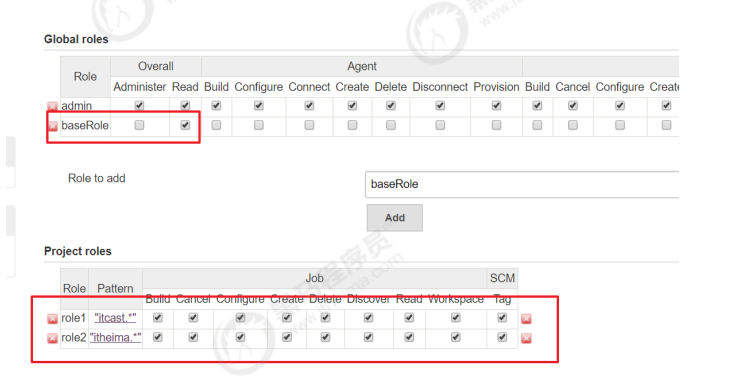 Global roles
Role Overall Agent
Administer Read Build Configure Connect Create Delete Disconnect Provision Build Cancel Configure Create
admin
baseRole
Role to add baseRole
Add
Project roles
Role Pattern Job SCM
Build Cancel Configure Create Delete Discover Read Workspace Tag
role1 "itcast.*"
role2 "itheima.*"